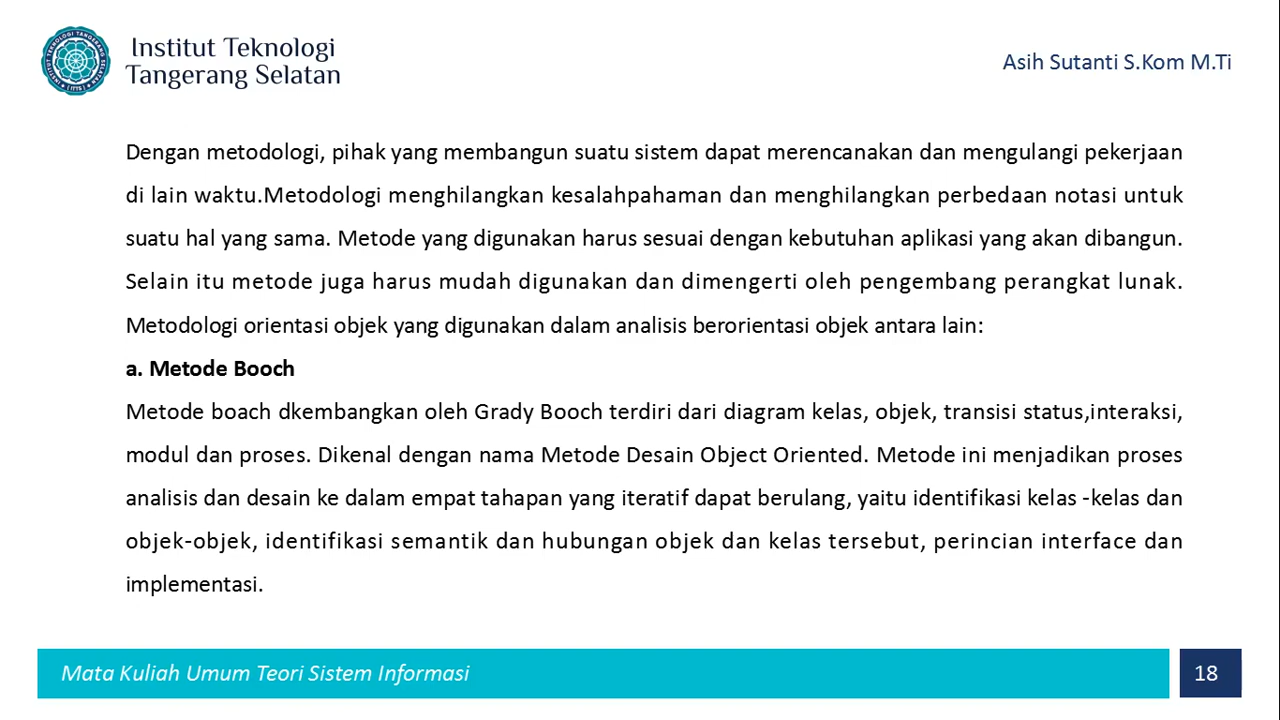 Institut Teknologi
Tangerang Selatan
Asih Sutanti S.Kom M.Ti
Dengan metodologi, pihak yang membangun suatu sistem dapat merencanakan dan mengulangi pekerjaan
di lain waktu.Metodologi menghilangkan kesalahpahaman dan menghilangkan perbedaan notasi untuk
suatu hal yang sama. Metode yang digunakan harus sesuai dengan kebutuhan aplikasi yang akan dibangun.
Selain itu metode juga harus mudah digunakan dan dimengerti oleh pengembang perangkat lunak.
Metodologi orientasi objek yang digunakan dalam analisis berorientasi objek antara lain:
a. Metode Booch
Metode boach dkembangkan oleh Grady Booch terdiri dari diagram kelas, objek, transisi status,interaksi,
modul dan proses. Dikenal dengan nama Metode Desain Object Oriented. Metode ini menjadikan proses
analisis dan desain ke dalam empat tahapan yang iteratif dapat berulang, yaitu identifikasi kelas -kelas dan
objek-objek, identifikasi semantik dan hubungan objek dan kelas tersebut, perincian interface dan
implementasi.
Mata Kuliah Umum Teori Sistem Informasi
18